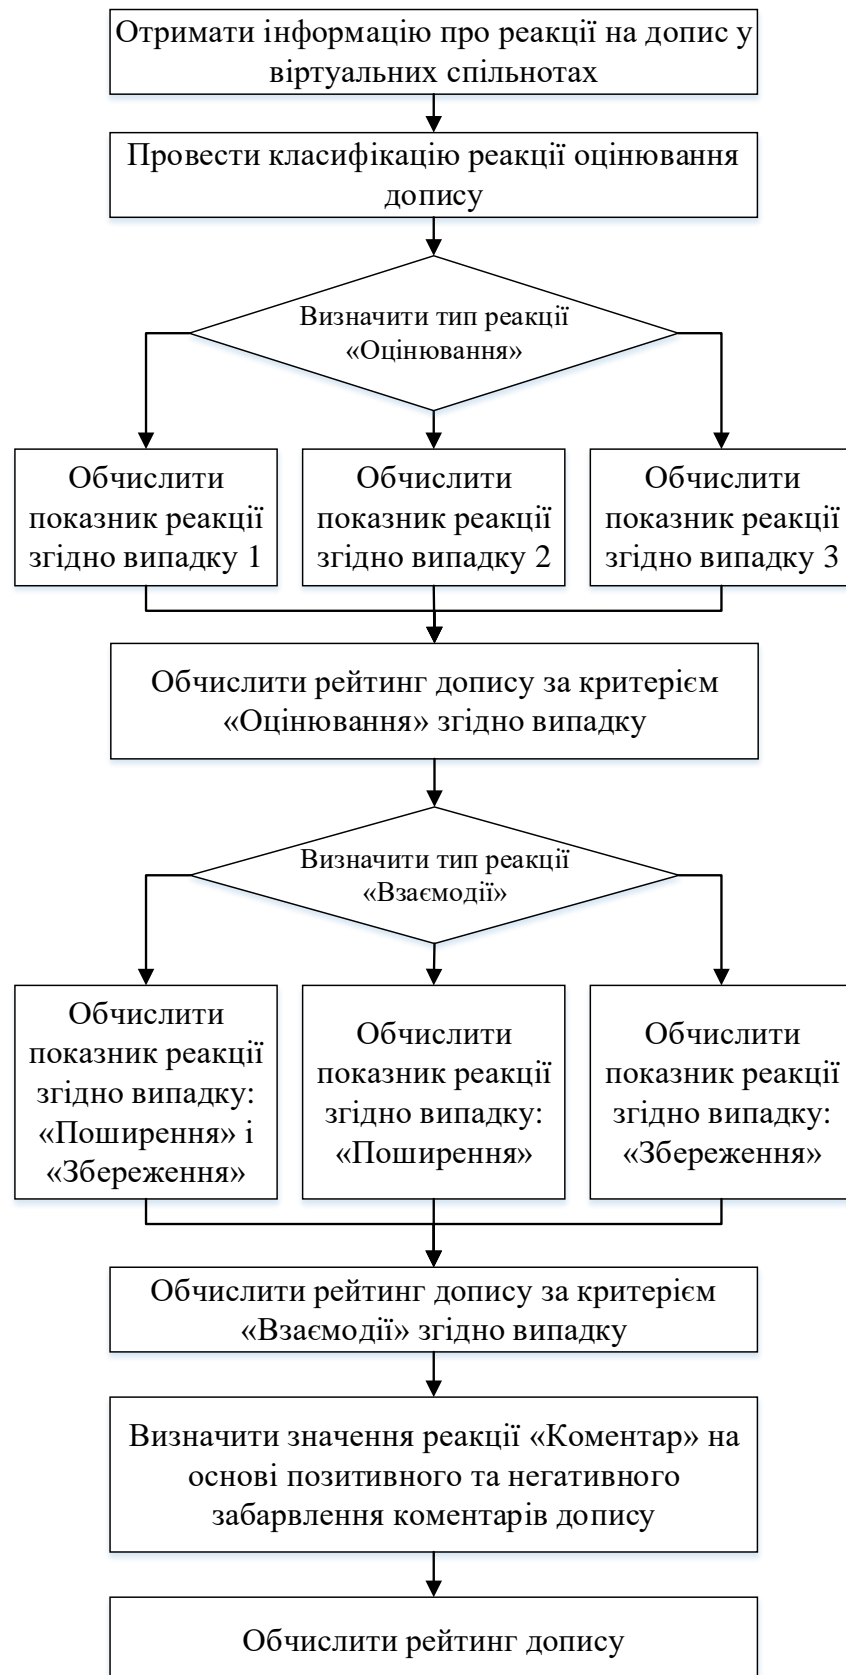 Отримати інформацію про реакції на допис у
віртуальних спільнотах
Провести класифікацію реакції оцінювання
допису
Визначити тип реакції
«Оцінювання»
Обчислити
показник реакції
згідно випадку 1
Обчислити
показник реакції
згідно випадку 2
Обчислити
показник реакції
згідно випадку 3
Обчислити рейтинг допису за критерієм
«Оцінювання» згідно випадку
Визначити тип реакції
«Взаємодії»
Обчислити
показник реакції
згідно випадку:
«Поширення» і
«Збереження»
Обчислити
показник реакції
згідно випадку:
«Поширення»
Обчислити
показник реакції
згідно випадку:
«Збереження»
Обчислити рейтинг допису за критерієм
«Взаємодії» згідно випадку
Визначити значення реакції «Коментар» на
основі позитивного та негативного
забарвлення коментарів допису
Обчислити рейтинг допису